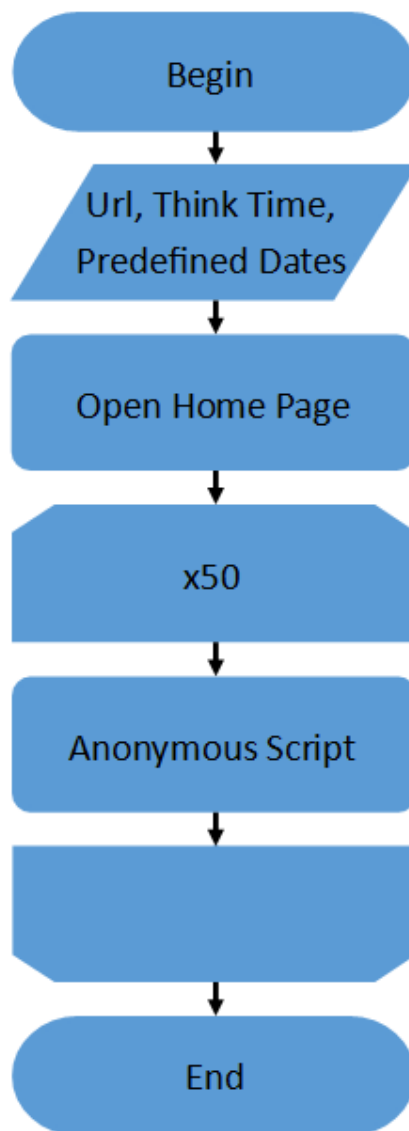 Begin
Url, Think Time,
Predefined Dates
Open Home Page
x50
Anonymous Script
End